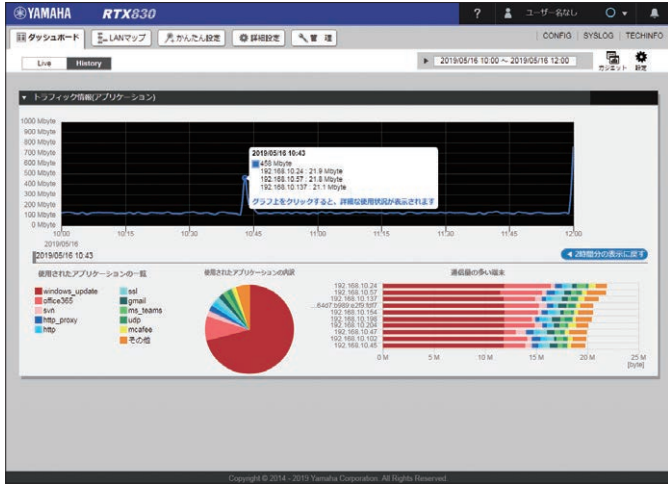 YAMAHA RTX830 ? ユーザー名なし
ダッシュボード LANマップ かんたん設定 詳細設定 管 理 CONFIG SYSLOG TECHINFO
Live History 2019/05/16 10:00 ～ 2019/05/16 12:00 ガジェット 設定
トラフィック情報(アプリケーション)
1000 Mbyte
900 Mbyte
800 Mbyte
700 Mbyte
600 Mbyte
500 Mbyte
400 Mbyte
300 Mbyte
200 Mbyte
100 Mbyte
0 Mbyte
2019/05/16 10:43
458 Mbyte
192.168.10.24 : 21.9 Mbyte
192.168.10.57 : 21.8 Mbyte
192.168.10.137 : 21.1 Mbyte
グラフ上をクリックすると、詳細な使用状況が表示されます
10:00 10:15 10:30 10:45 11:00 11:15 11:30 11:45 12:00
2019/05/16
2019/05/16 10:43 2時間分の表示に戻す
使用されたアプリケーションの一覧
windows_update ssl
office365 gmail
svn ms_teams
http_proxy udp
http mcafee
その他
使用されたアプリケーションの内訳
通信量の多い端末
192.168.10.24
192.168.10.57
192.168.10.137
192.168.10.154
192.168.10.196
192.168.10.204
192.168.10.47
192.168.10.102
192.168.10.45
0 M 5 M 10 M 15 M 20 M 25 M
[byte]
Copyright © 2014 - 2019 Yamaha Corporation. All Rights Reserved.